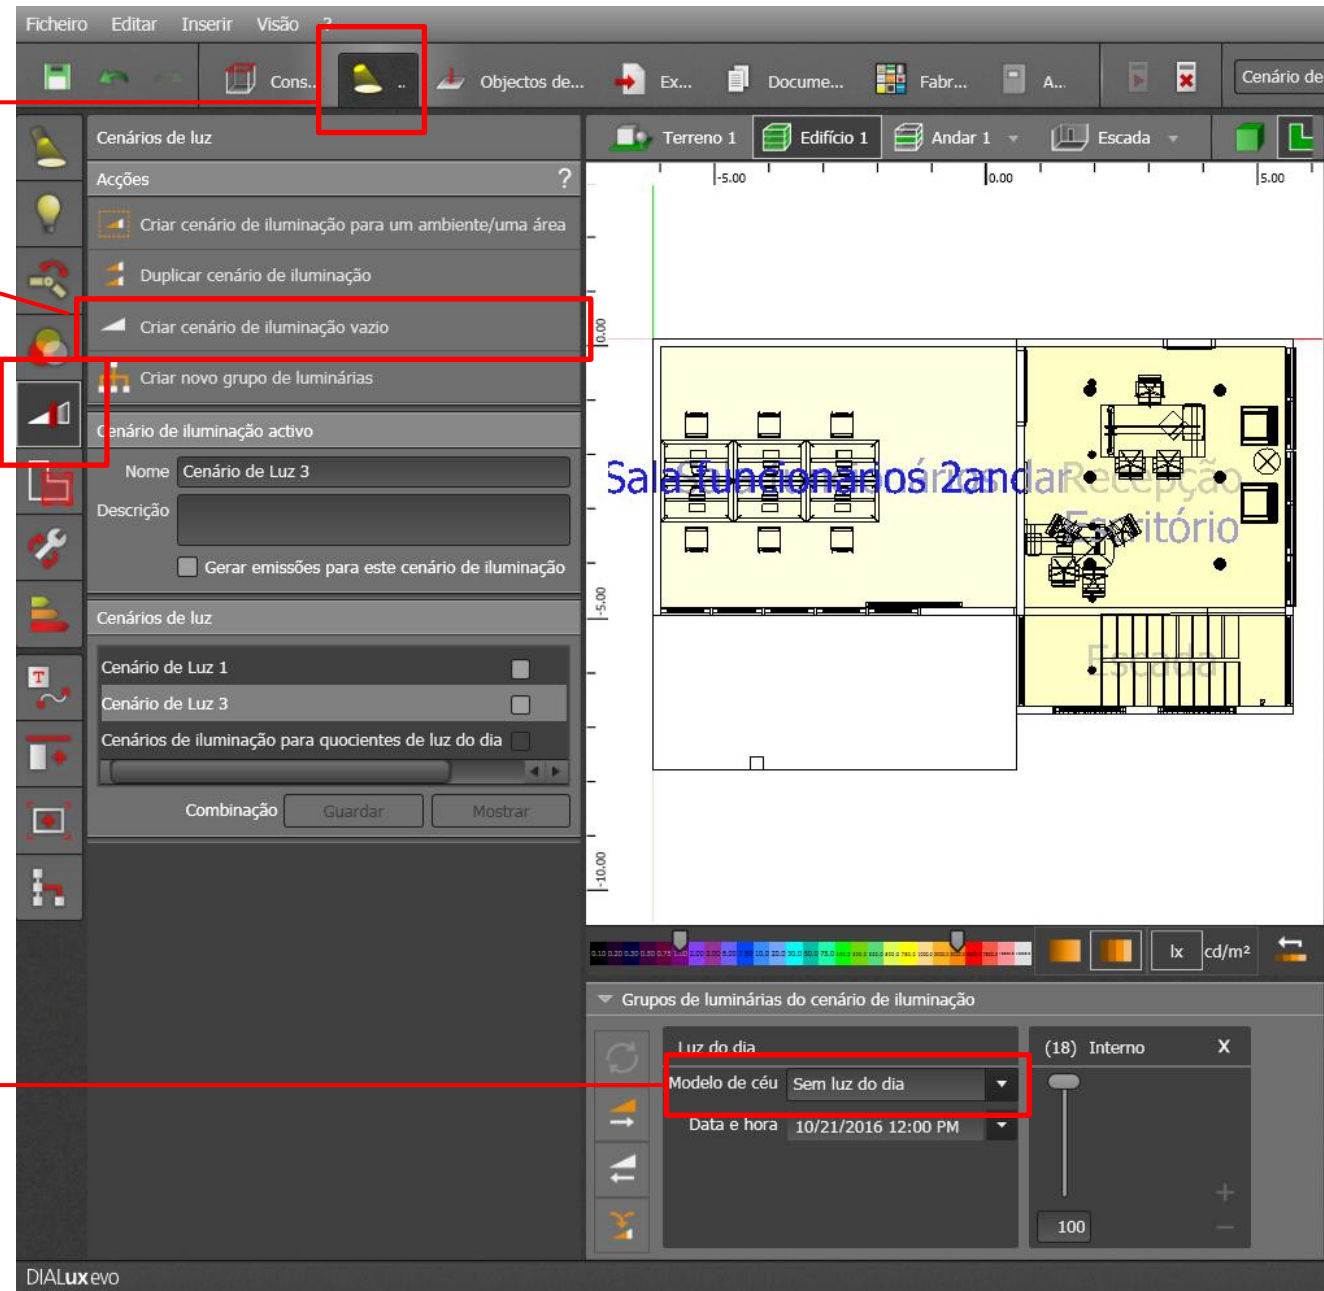 Ficheiro Editar Inserir Visão ?
Cons.. .. Objectos de... Ex... Docume... Fabr... A... Cenário de
Cenários de luz
Terreno 1 Edifício 1 Andar 1 Escada
Acções ?
-5.00 0.00 5.00
Criar cenário de iluminação para um ambiente/uma área
Duplicar cenário de iluminação
Criar cenário de iluminação vazio
0.00
Criar novo grupo de luminárias
Cenário de iluminação activo
Nome Cenário de Luz 3
Sala funcionários 2andar
Recepção
Escritório
Descrição
Gerar emissões para este cenário de iluminação
-5.00
Cenários de luz
Cenário de Luz 1
Escada
Cenário de Luz 3
Cenários de iluminação para quocientes de luz do dia
Combinação Guardar Mostrar
-10.00
lx cd/m²
Grupos de luminárias do cenário de iluminação
Luz do dia
(18) Interno X
Modelo de céu Sem luz do dia
Data e hora 10/21/2016 12:00 PM
100
DIALux evo